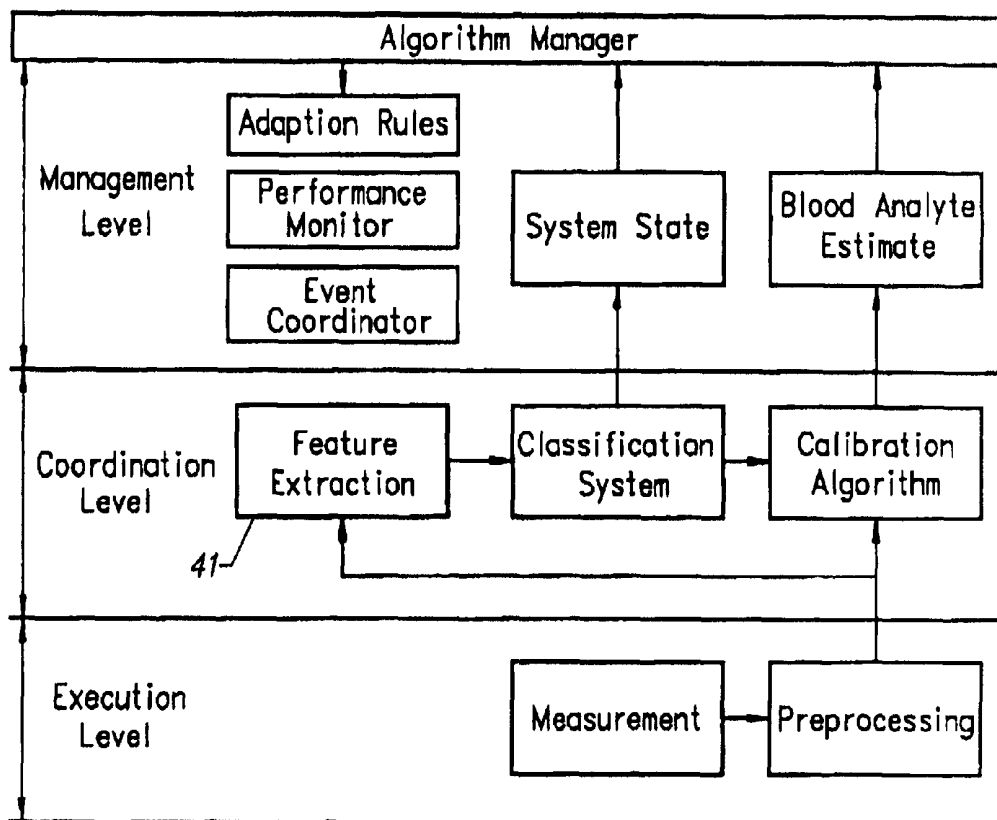 Algorithm Manager
Management
Level
Adaption Rules
Performance
Monitor
Event
Coordinator
System State
Blood Analyte
Estimate
Coordination
Level
Feature
Extraction
41
Classification
System
Calibration
Algorithm
Execution
Level
Measurement
Preprocessing